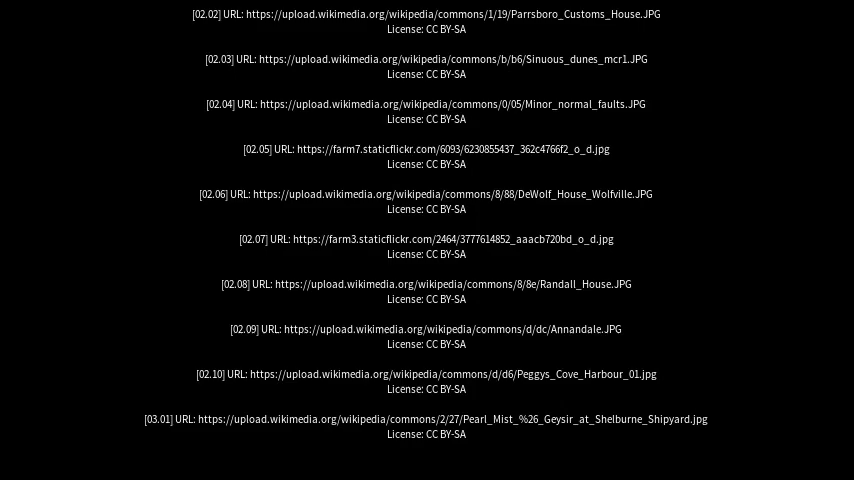 [02.02] URL: https://upload.wikimedia.org/wikipedia/commons/1/19/Parrsboro_Customs_House.JPG
License: CC BY-SA
[02.03] URL: https://upload.wikimedia.org/wikipedia/commons/b/b6/Sinuous_dunes_mcr1.JPG
License: CC BY-SA
[02.04] URL: https://upload.wikimedia.org/wikipedia/commons/0/05/Minor_normal_faults.JPG
License: CC BY-SA
[02.05] URL: https://farm7.staticflickr.com/6093/6230855437_362c4766f2_o_d.jpg
License: CC BY-SA
[02.06] URL: https://upload.wikimedia.org/wikipedia/commons/8/88/DeWolf_House_Wolfville.JPG
License: CC BY-SA
[02.07] URL: https://farm3.staticflickr.com/2464/3777614852_aaacb720bd_o_d.jpg
License: CC BY-SA
[02.08] URL: https://upload.wikimedia.org/wikipedia/commons/8/8e/Randall_House.JPG
License: CC BY-SA
[02.09] URL: https://upload.wikimedia.org/wikipedia/commons/d/dc/Annandale.JPG
License: CC BY-SA
[02.10] URL: https://upload.wikimedia.org/wikipedia/commons/d/d6/Peggys_Cove_Harbour_01.jpg
License: CC BY-SA
[03.01] URL: https://upload.wikimedia.org/wikipedia/commons/2/27/Pearl_Mist_%26_Geysir_at_Shelburne_Shipyard.jpg
License: CC BY-SA